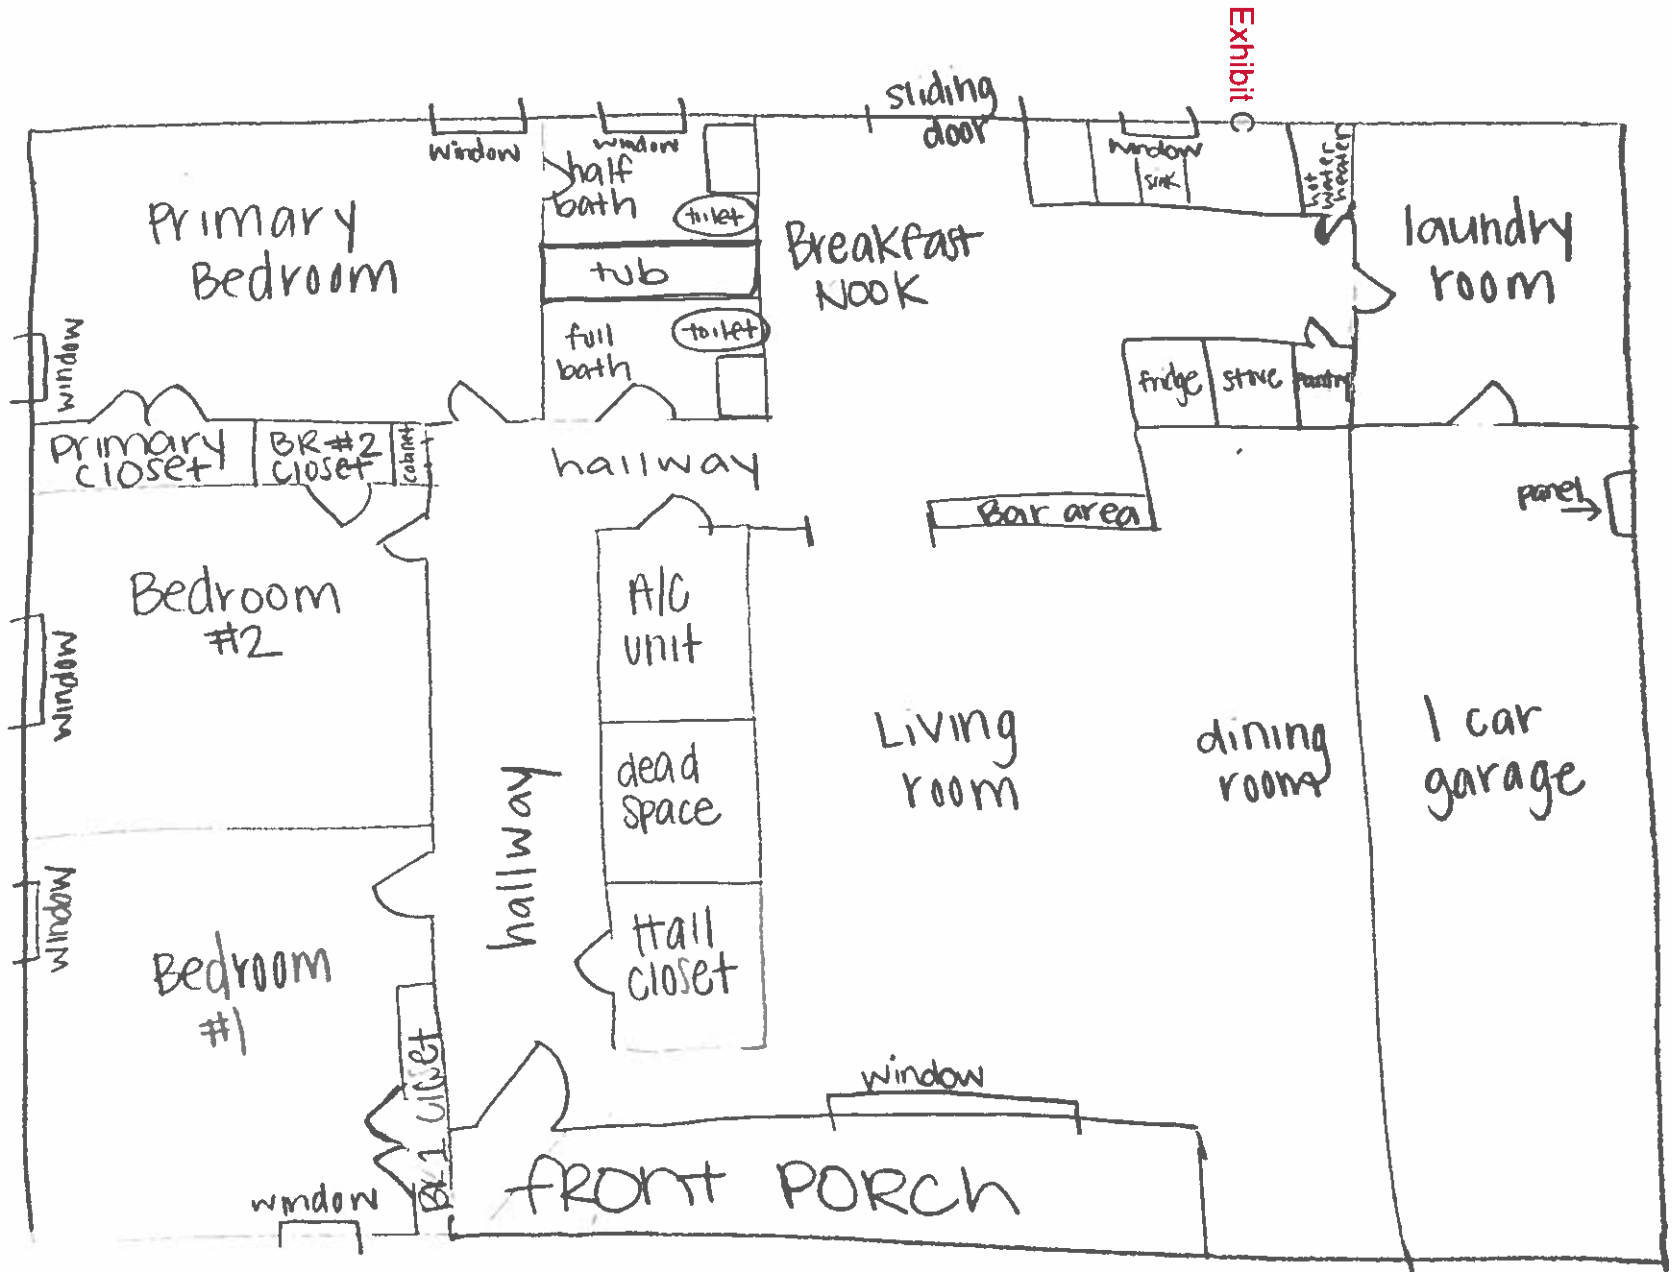 Exhibit C
sliding
door
window
window
window
half
bath
toilet
sink
hot
water
heater
Primary
Bedroom
tub
Breakfast
NOOK
laundry
room
window
full
bath
toilet
fridge
stove
pantry
Primary
Closet
BR #2
Closet
cabinet
hallway
panel
Bar area
Bedroom
#2
A/C
unit
window
Living
room
dining
room
1 car
garage
dead
space
hallway
window
Bedroom
#1
Hall
closet
BR1 Closet
window
window
FRONT PORCH